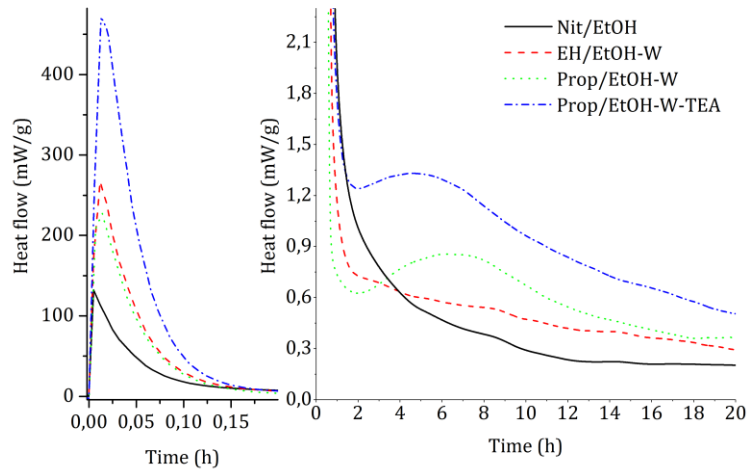 Heat flow (mW/g)
400
300
200
100
0
0,00 0,05 0,10 0,15
Time (h)
Heat flow (mW/g)
2,1
1,8
1,5
1,2
0,9
0,6
0,3
0,0
0 2 4 6 8 10 12 14 16 18 20
Time (h)
Nit/EtOH
EH/EtOH-W
Prop/EtOH-W
Prop/EtOH-W-TEA